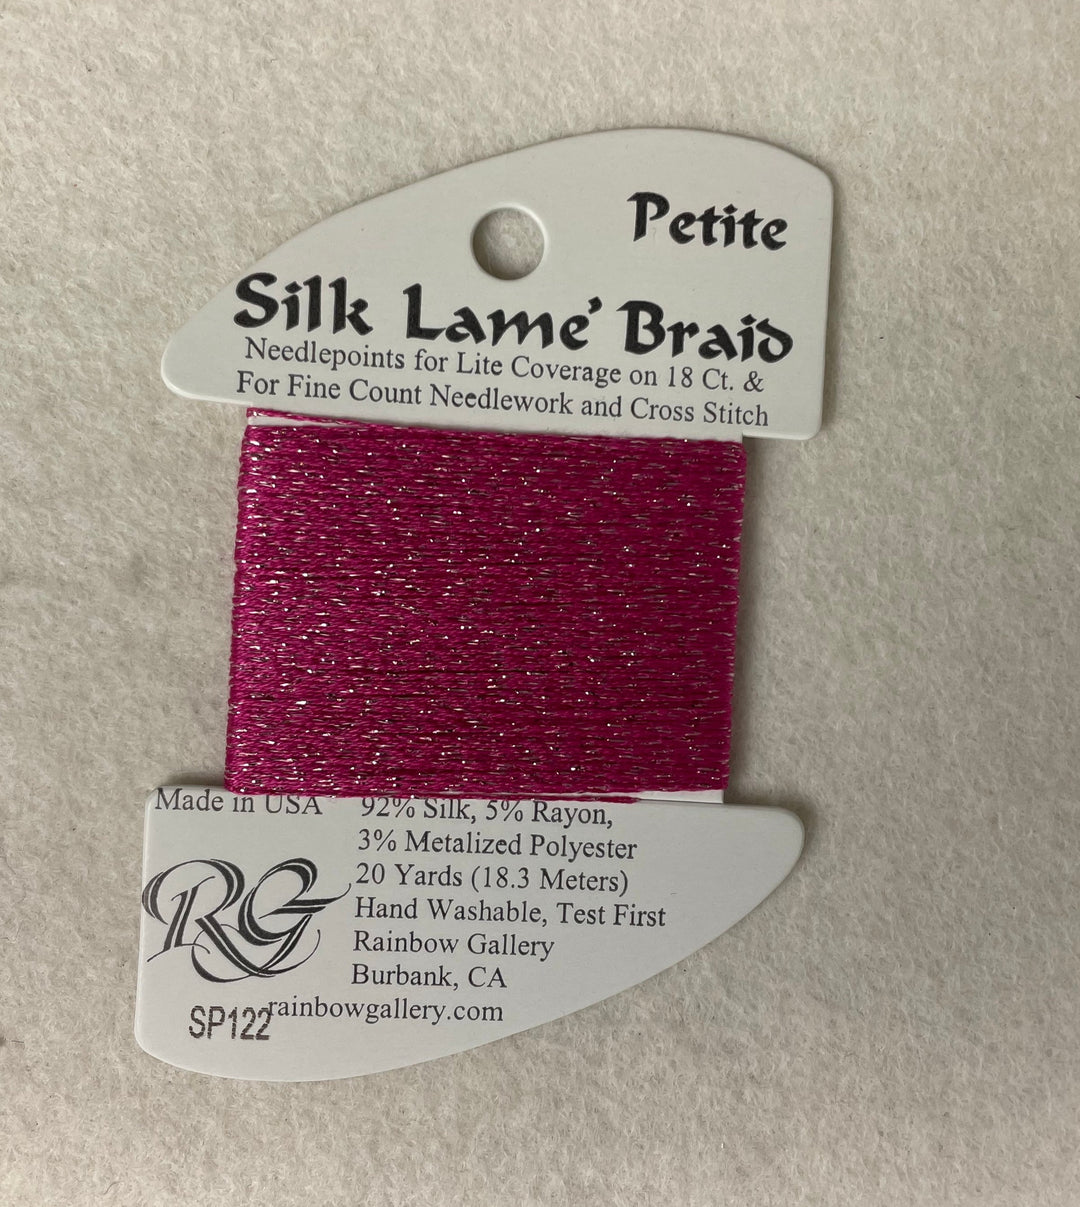 Petite
Silk Lame' Braid
Needlepoints for Lite Coverage on 18 Ct. &
For Fine Count Needlework and Cross Stitch
Made in USA
92% Silk, 5% Rayon,
3% Metalized Polyester
20 Yards (18.3 Meters)
Hand Washable, Test First
Rainbow Gallery
Burbank, CA
rainbowgallery.com
RG
SP122